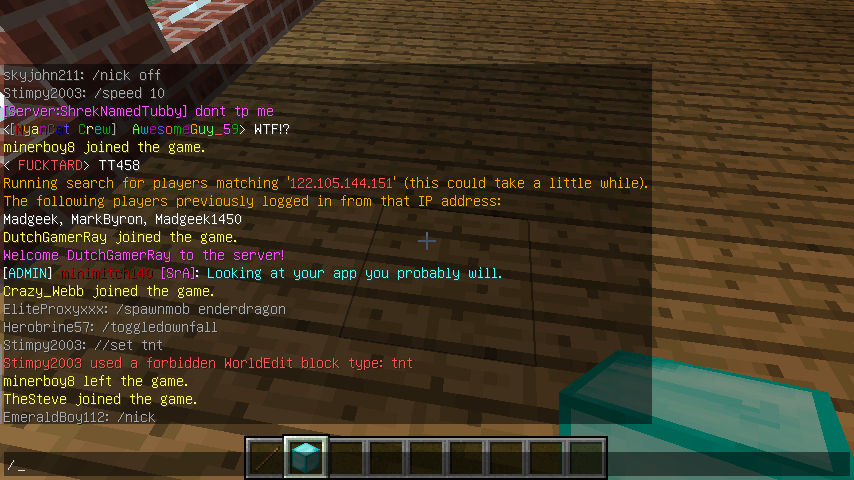 skyjohn211: /nick off
Stimpy2003: /speed 10
[Server:ShrekNamedTubby] dont tp me
<[NyanCat Crew] AwesomeGuy_59> WTF!?
minerboy8 joined the game.
< FUCKTARD> TT458
Running search for players matching '122.105.144.151' (this could take a little while).
The following players previously logged in from that IP address:
Madgeek, MarkByron, Madgeek1450
DutchGamerRay joined the game.
Welcome DutchGamerRay to the server!
[ADMIN] minimitch140 [SrA]: Looking at your app you probably will.
Crazy_Webb joined the game.
EliteProxyxxx: /spawnmob enderdragon
Herobrine57: /toggledownfall
Stimpy2003: //set tnt
Stimpy2003 used a forbidden WorldEdit block type: tnt
minerboy8 left the game.
TheSteve joined the game.
EmeraldBoy112: /nick
/_